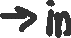 → in